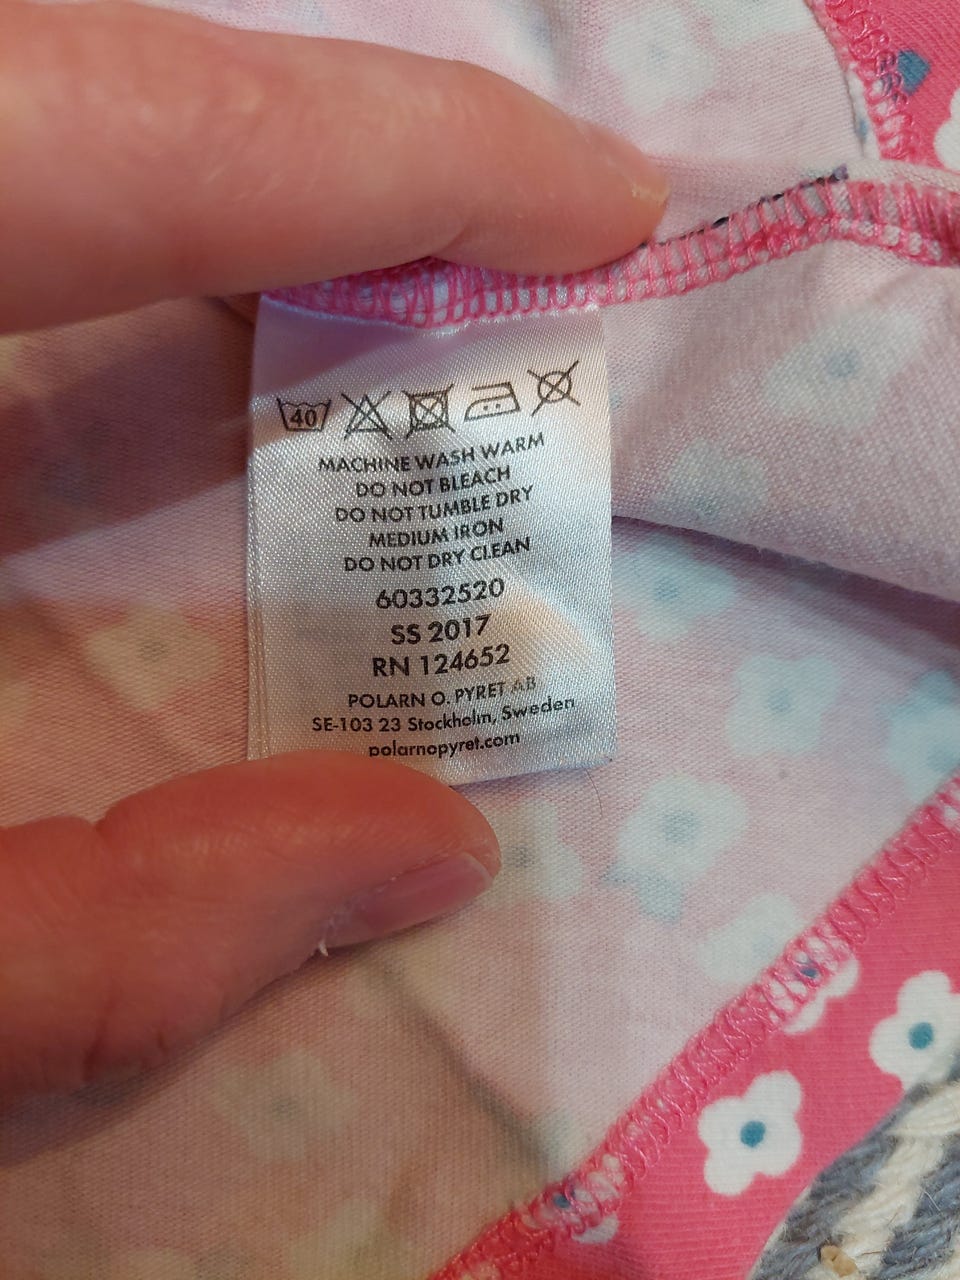 40
MACHINE WASH WARM
DO NOT BLEACH
DO NOT TUMBLE DRY
MEDIUM IRON
DO NOT DRY CLEAN
60332520
SS 2017
RN 124652
POLARN O. PYRET AB
SE-103 23 Stockholm, Sweden
polarnopyret.com